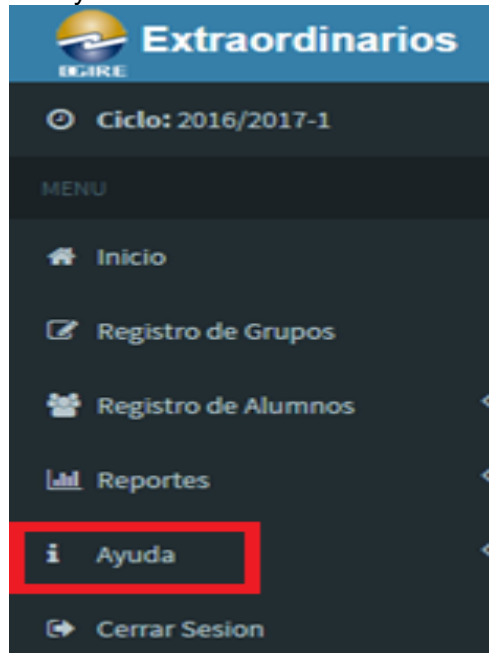 Extraordinarios
DGIRE
Ciclo: 2016/2017-1
MENU
Inicio
Registro de Grupos
Registro de Alumnos
Reportes
Ayuda
Cerrar Sesion